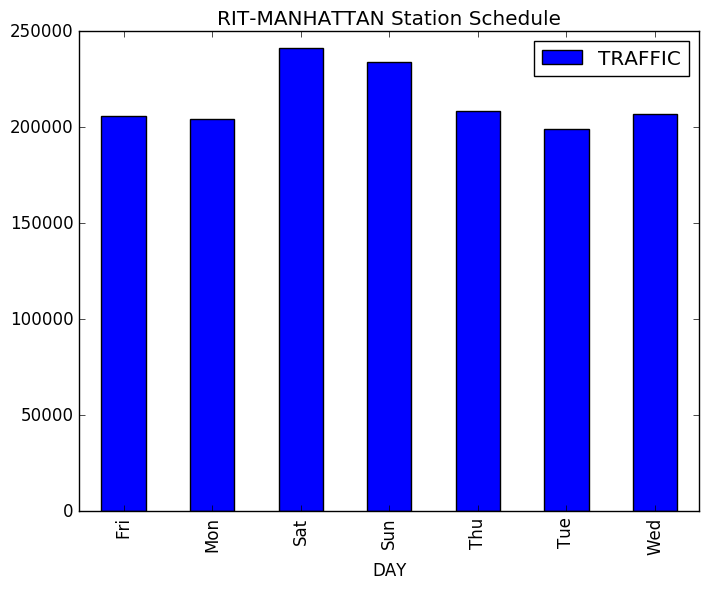 RIT-MANHATTAN Station Schedule
TRAFFIC
250000
200000
150000
100000
50000
0
Fri Mon Sat Sun Thu Tue Wed
DAY